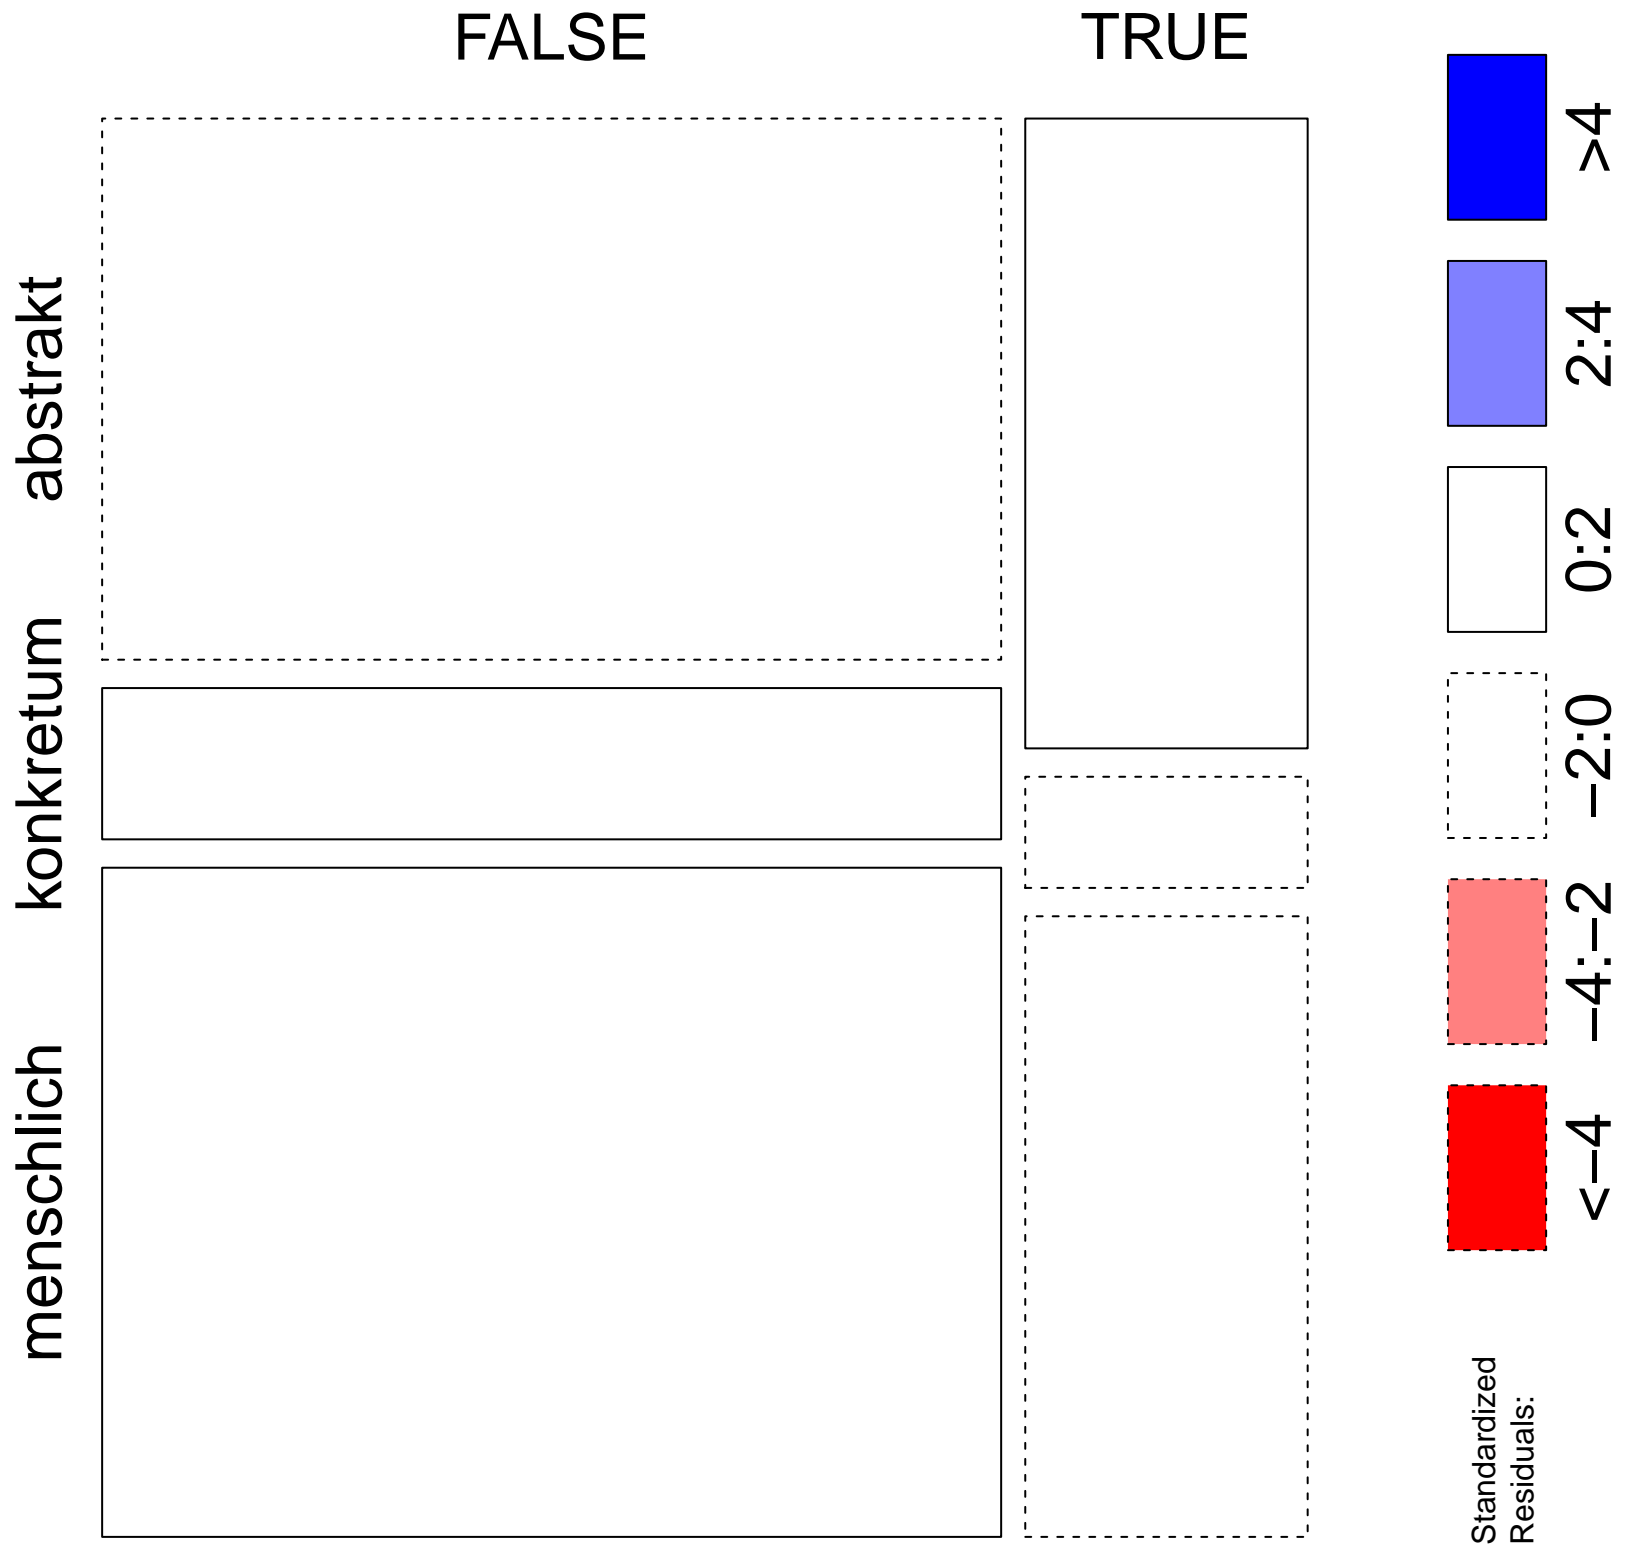 FALSE
TRUE
abstrakt
konkretum
menschlich
>4
2:4
0:2
−2:0
−4:−2
<−4
Standardized
Residuals: